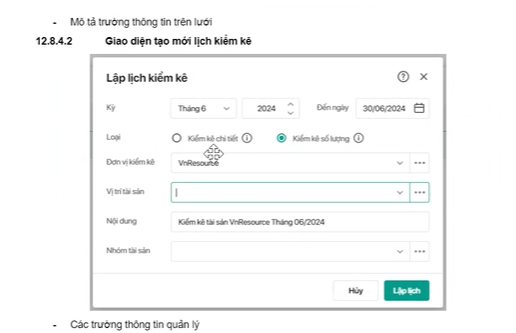 - Mô tả trường thông tin trên lưới
12.8.4.2 Giao diện tạo mới lịch kiểm kê
Lập lịch kiểm kê
Kỳ Tháng 6 2024 Đến ngày 30/06/2024
Loại Kiểm kê chi tiết Kiểm kê số lượng
Đơn vị kiểm kê VnResource
Vị trí tài sản
Nội dung Kiểm kê tài sản VnResource Tháng 06/2024
Nhóm tài sản
Hủy Lập lịch
- Các trường thông tin quản lý